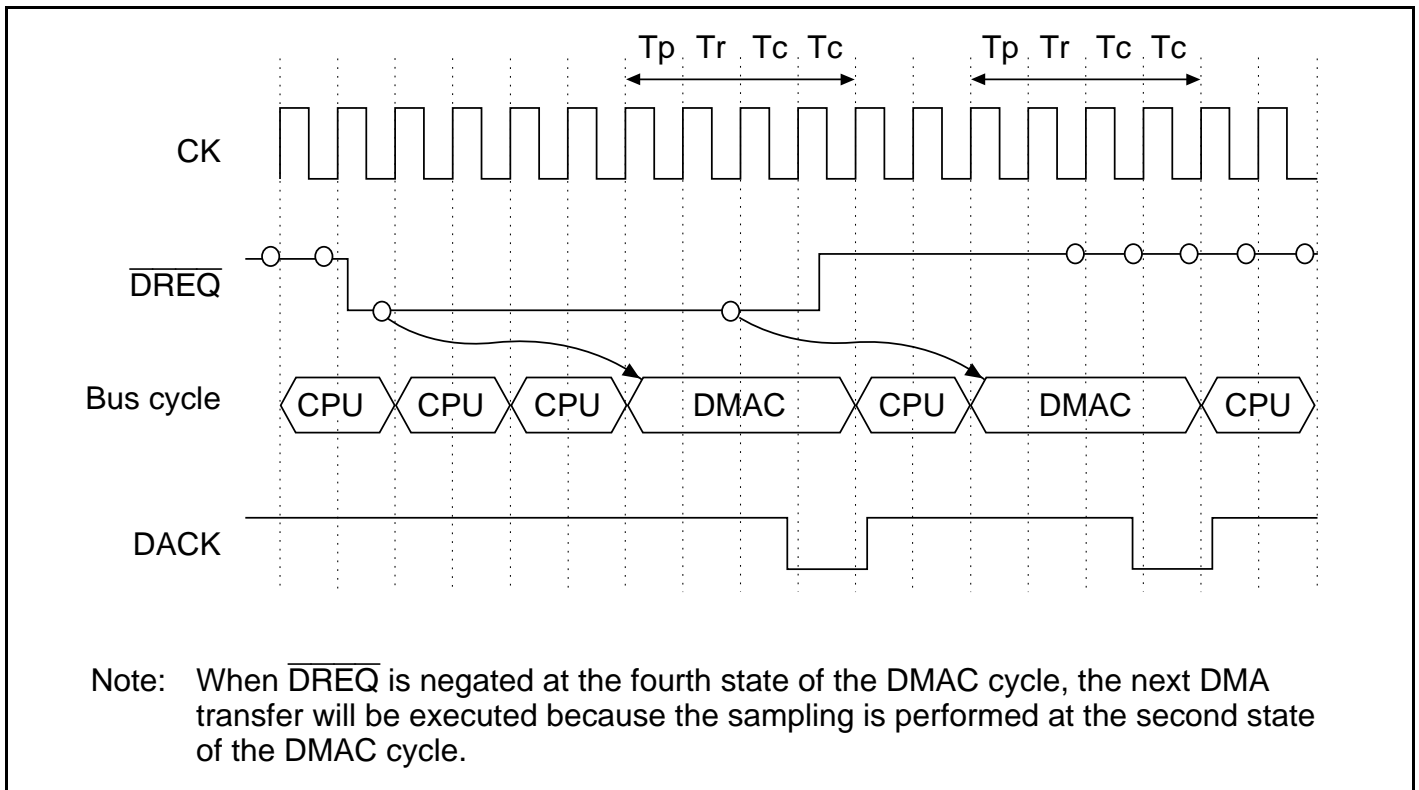 Tp Tr Tc Tc Tp Tr Tc Tc
CK
DREQ
Bus cycle CPU CPU CPU DMAC CPU DMAC CPU
DACK
Note: When DREQ is negated at the fourth state of the DMAC cycle, the next DMA
transfer will be executed because the sampling is performed at the second state
of the DMAC cycle.